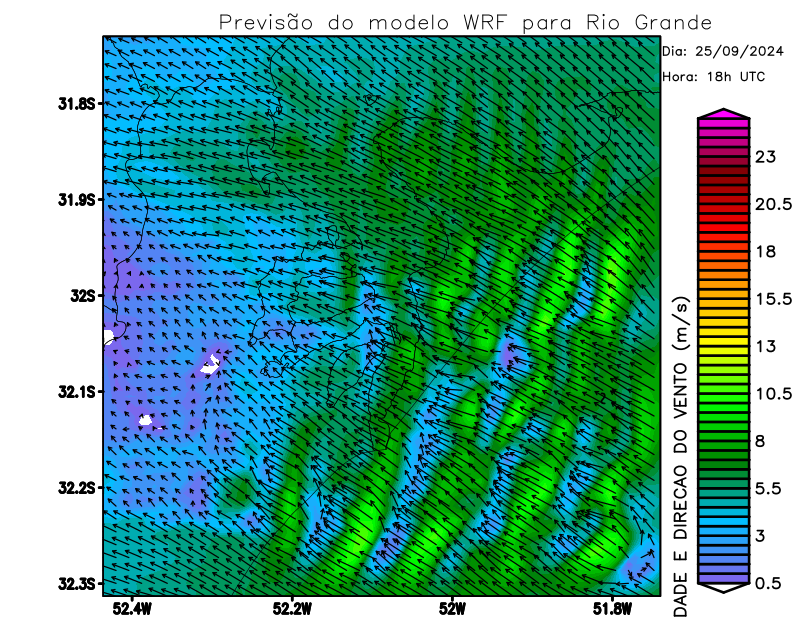 Previsão do modelo WRF para Rio Grande
Dia: 25/09/2024
Hora: 18h UTC
31.8S
31.9S
32S
32.1S
32.2S
32.3S
52.4W
52.2W
52W
51.8W
23
20.5
18
15.5
13
10.5
8
5.5
3
0.5
DADE E DIRECAO DO VENTO (m/s)